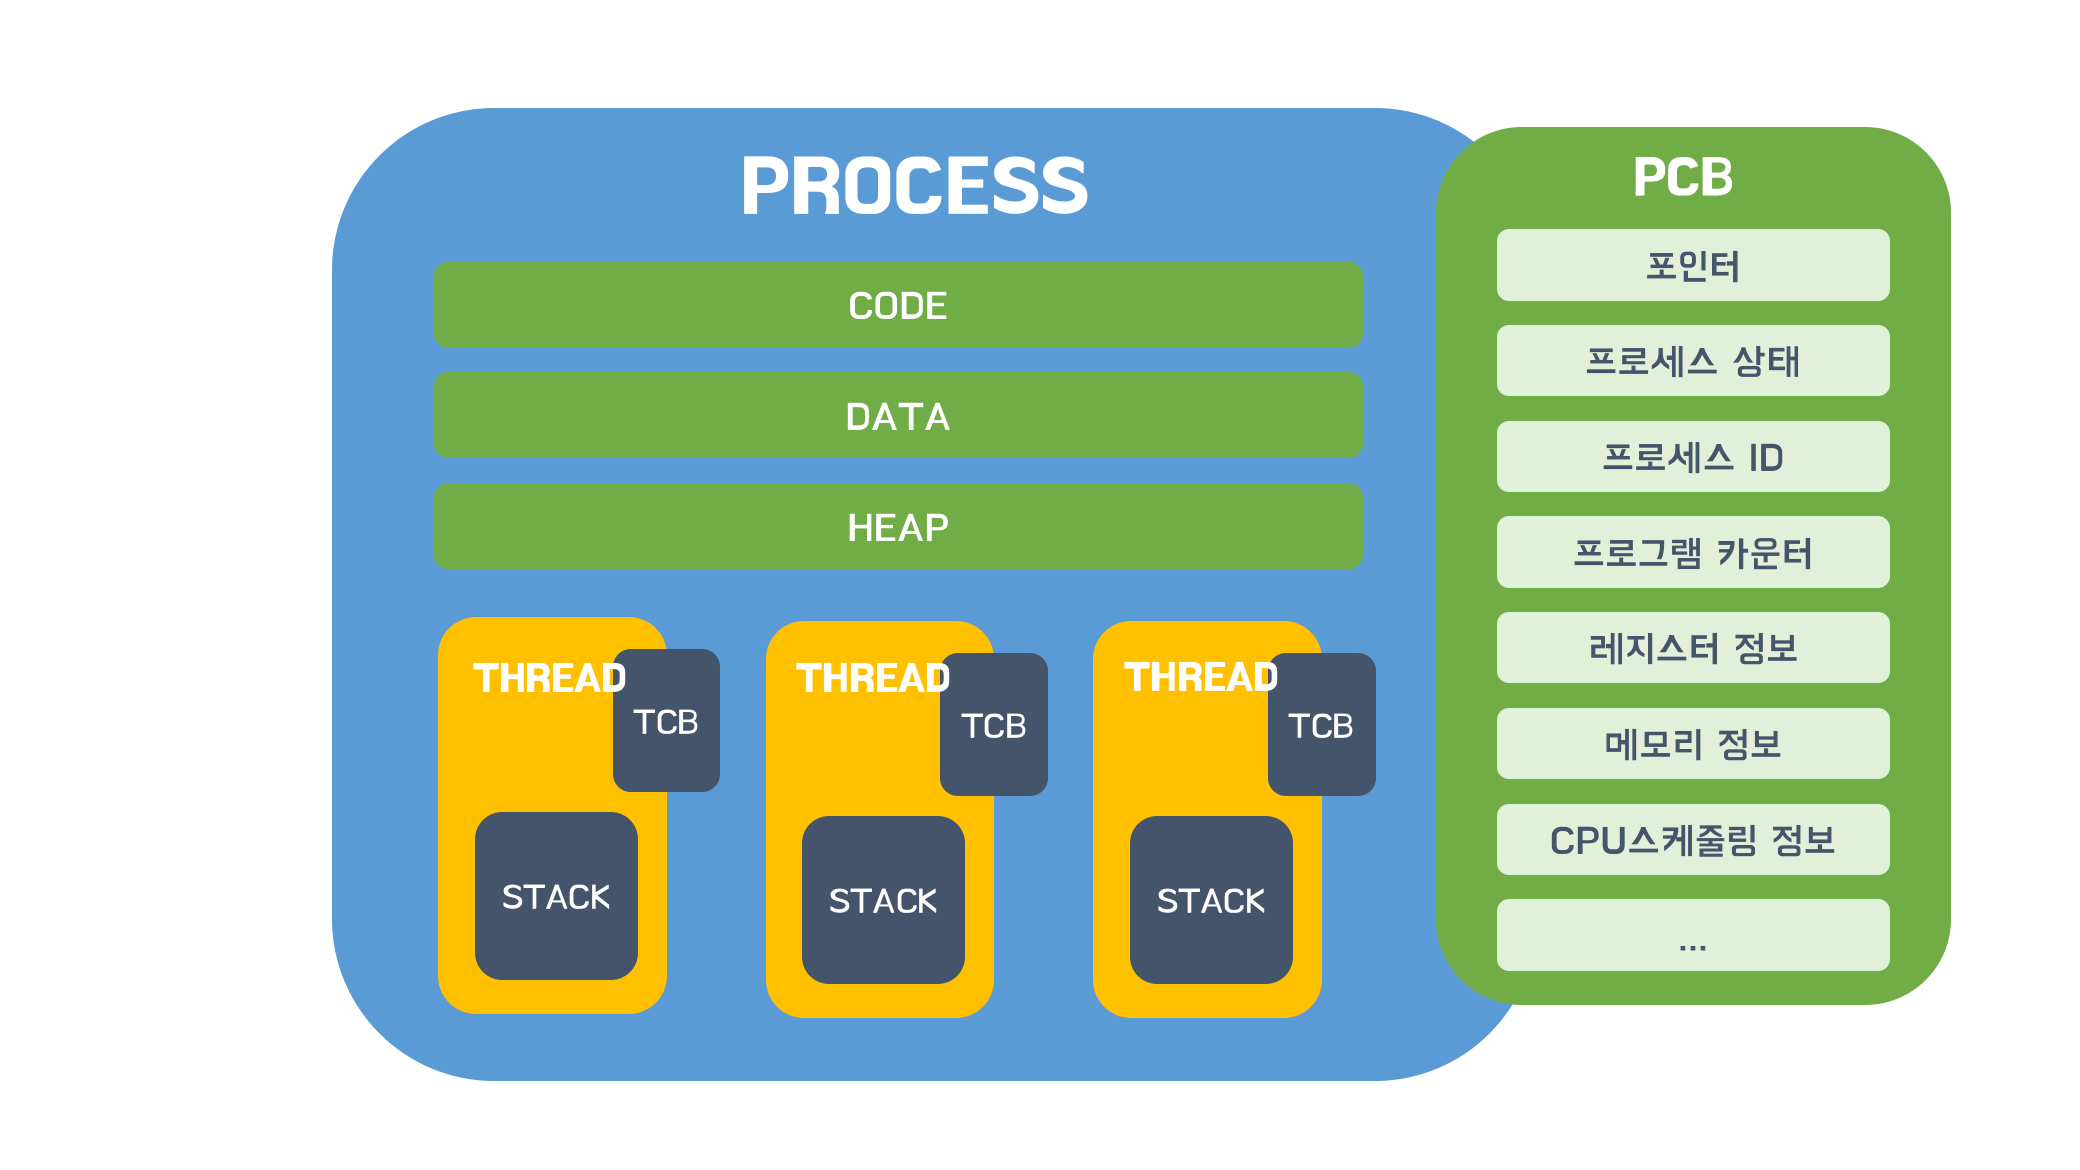 PROCESS
CODE
DATA
HEAP
THREAD
TCB
STACK
THREAD
TCB
STACK
THREAD
TCB
STACK
PCB
포인터
프로세스 상태
프로세스 ID
프로그램 카운터
레지스터 정보
메모리 정보
CPU스케줄링 정보
...